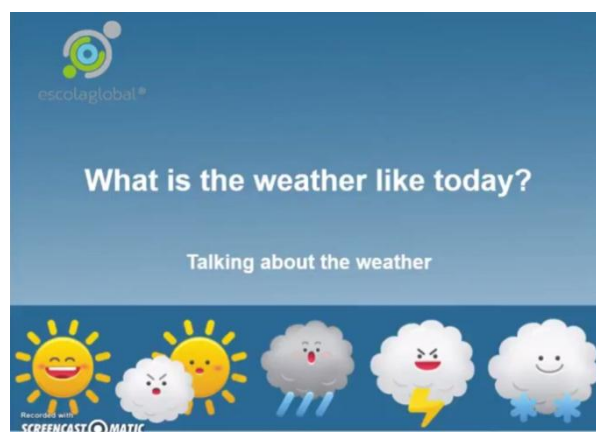 escolaglobal®
What is the weather like today?
Talking about the weather
Recorded with
SCREENCAST MATIC